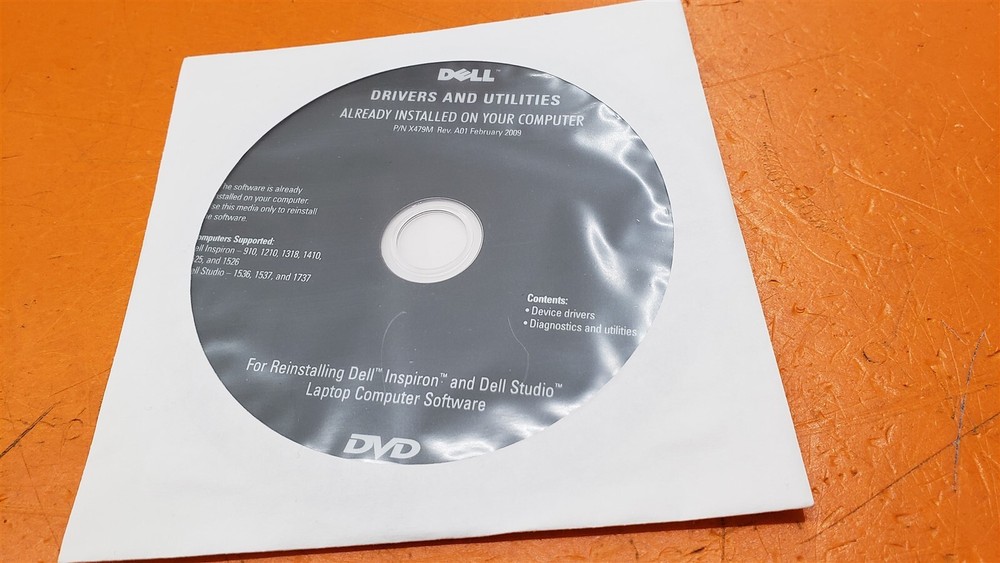 DELL™
DRIVERS AND UTILITIES
ALREADY INSTALLED ON YOUR COMPUTER
P/N X479M Rev. A01 February 2009
he software is already
stalled on your computer.
se this media only to reinstall
e software.
omputers Supported:
ell Inspiron – 910, 1210, 1318, 1410,
25, and 1526
ell Studio – 1536, 1537, and 1737
Contents:
• Device drivers
• Diagnostics and utilities
For Reinstalling Dell™ Inspiron™ and Dell Studio™
Laptop Computer Software
DVD